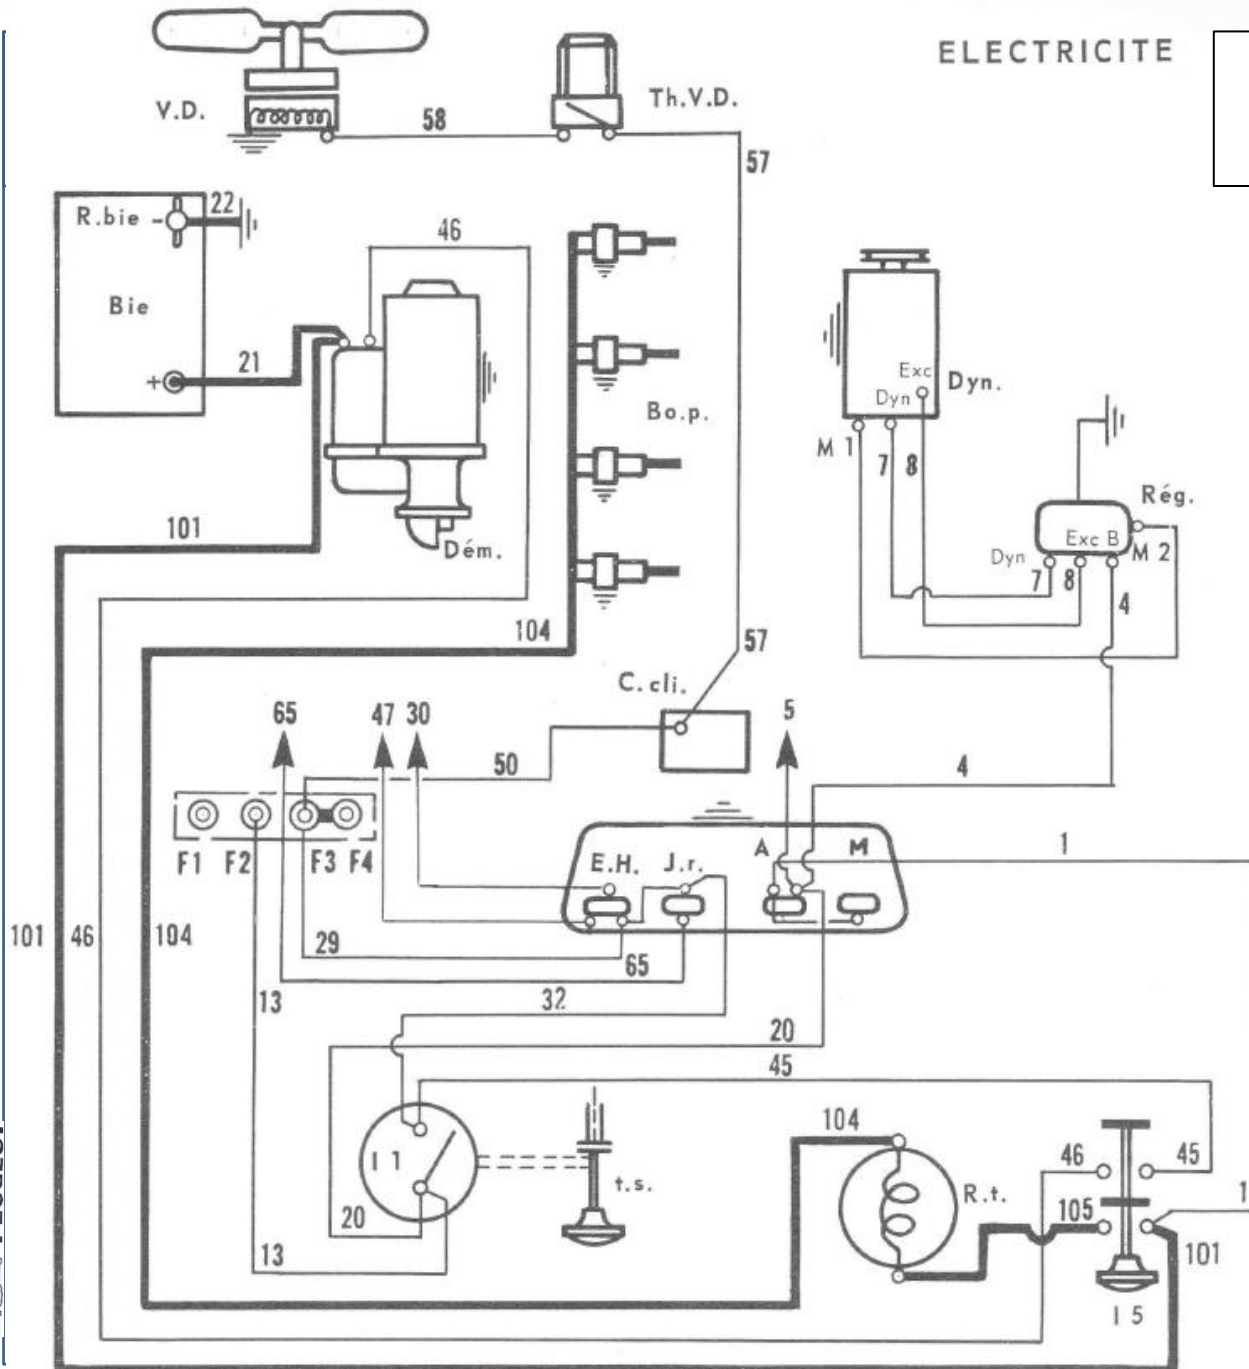 ELECTRICITE
V.D.
58
Th.V.D.
57
R.bie -
22
46
Bie
+
21
Bo.p.
Exc
Dyn
Dyn.
M 1
7
8
Rég.
Exc B
Dyn
M 2
7
8
4
101
Dém.
104
57
C.cli.
65
47
30
5
50
4
F1
F2
F3
F4
E.H.
J.r.
A
M
1
101
46
104
29
65
13
32
20
45
I 1
t.s.
104
R.t.
46
45
105
1
101
20
13
I 5